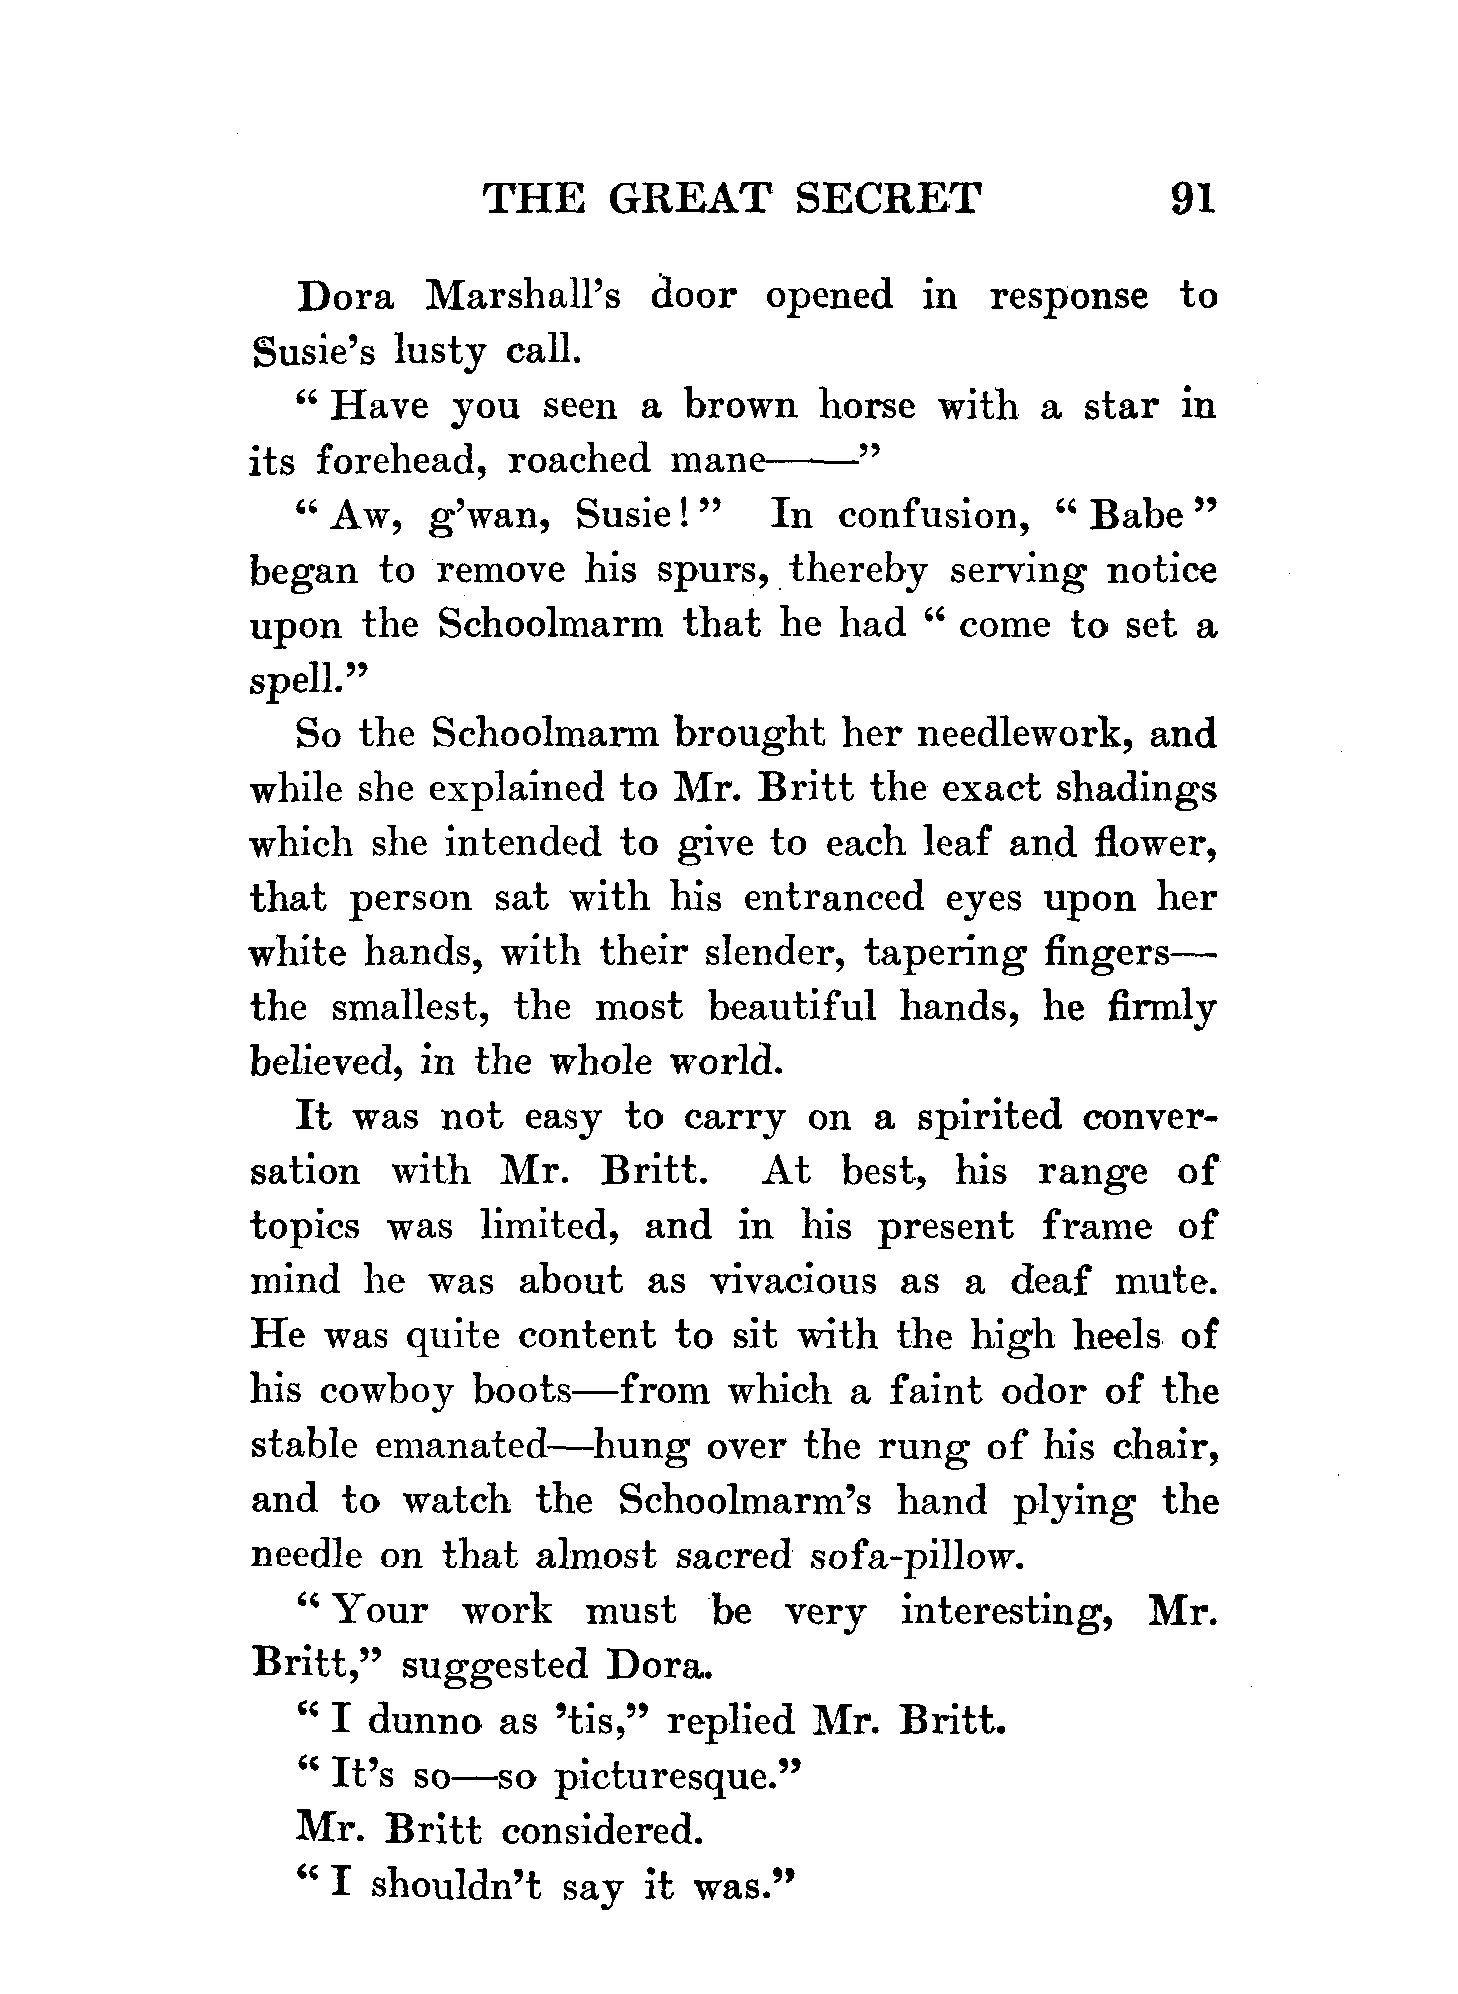 THE GREAT SECRET 91
Dora Marshall's door opened in response to
Susie's lusty call.
“ Have you seen a brown horse with a star in
its forehead, roached mane——”
“ Aw, g'wan, Susie! ” In confusion, “ Babe ”
began to remove his spurs, thereby serving notice
upon the Schoolmarm that he had “ come to set a
spell.”
So the Schoolmarm brought her needlework, and
while she explained to Mr. Britt the exact shadings
which she intended to give to each leaf and flower,
that person sat with his entranced eyes upon her
white hands, with their slender, tapering fingers—
the smallest, the most beautiful hands, he firmly
believed, in the whole world.
It was not easy to carry on a spirited conver-
sation with Mr. Britt. At best, his range of
topics was limited, and in his present frame of
mind he was about as vivacious as a deaf mute.
He was quite content to sit with the high heels of
his cowboy boots—from which a faint odor of the
stable emanated—hung over the rung of his chair,
and to watch the Schoolmarm's hand plying the
needle on that almost sacred sofa-pillow.
“ Your work must be very interesting, Mr.
Britt,” suggested Dora.
“ I dunno as 'tis,” replied Mr. Britt.
“ It's so—so picturesque.”
Mr. Britt considered.
“ I shouldn't say it was.”